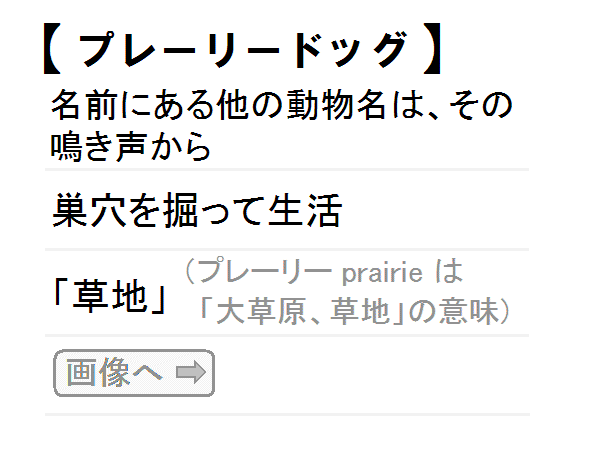 【 プレーリードッグ 】
名前にある他の動物名は、その
鳴き声から
巣穴を掘って生活
「草地」
(プレーリー prairie は
「大草原、草地」の意味)
画像へ ⇨